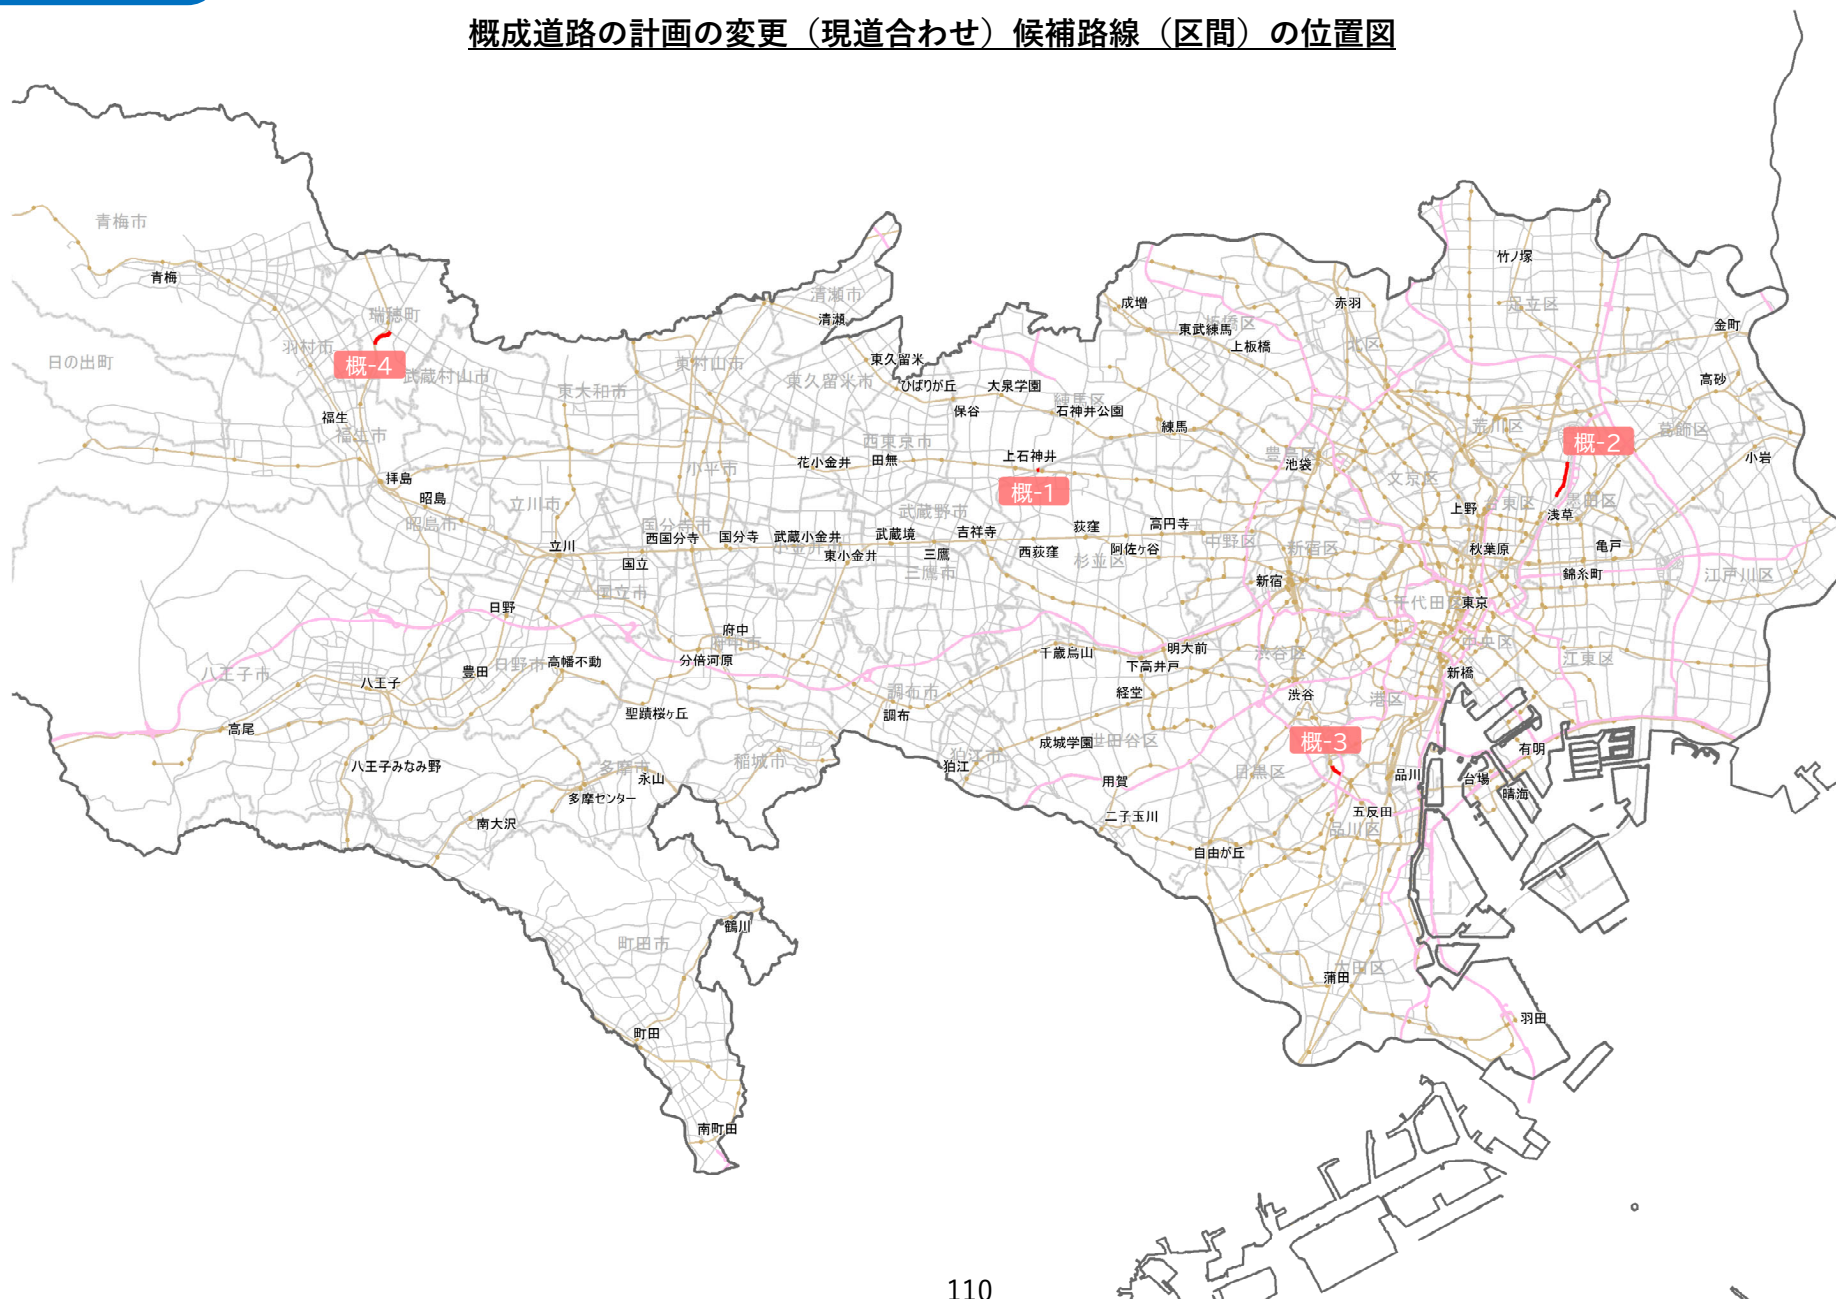 概成道路の計画の変更（現道合わせ）候補路線（区間）の位置図
青梅市
青梅
瑞穂町
羽村市
日の出町
概-4
武蔵村山市
福生
福生市
拝島
昭島
昭島市
東大和市
東村山市
清瀬市
清瀬
東久留米
東久留米市
ひばりが丘
保谷
大泉学園
練馬区
石神井公園
成増
東武練馬
板橋区
上板橋
赤羽
北区
竹ノ塚
足立区
金町
高砂
葛飾区
小岩
荒川区
概-2
墨田区
浅草
台東区
上野
文京区
豊島区
池袋
練馬
西東京市
田無
花小金井
小平市
上石神井
概-1
武蔵野市
立川市
立川
国立
国立市
国分寺市
西国分寺
国分寺
武蔵小金井
東小金井
武蔵境
三鷹
三鷹市
吉祥寺
西荻窪
荻窪
阿佐ヶ谷
高円寺
杉並区
中野区
新宿区
新宿
秋葉原
亀戸
錦糸町
江戸川区
千代田区
東京
中央区
江東区
新橋
港区
渋谷区
渋谷
明大前
下高井戸
千歳烏山
経堂
成城学園
世田谷区
日野
日野市
高幡不動
豊田
八王子市
八王子
高尾
八王子みなみ野
府中
府中市
分倍河原
聖蹟桜ヶ丘
調布市
調布
狛江市
狛江
稲城市
多摩市
永山
多摩センター
南大沢
用賀
二子玉川
自由が丘
目黒区
概-3
品川
五反田
品川区
有明
台場
晴海
鶴川
町田市
町田
南町田
大田区
蒲田
羽田
110